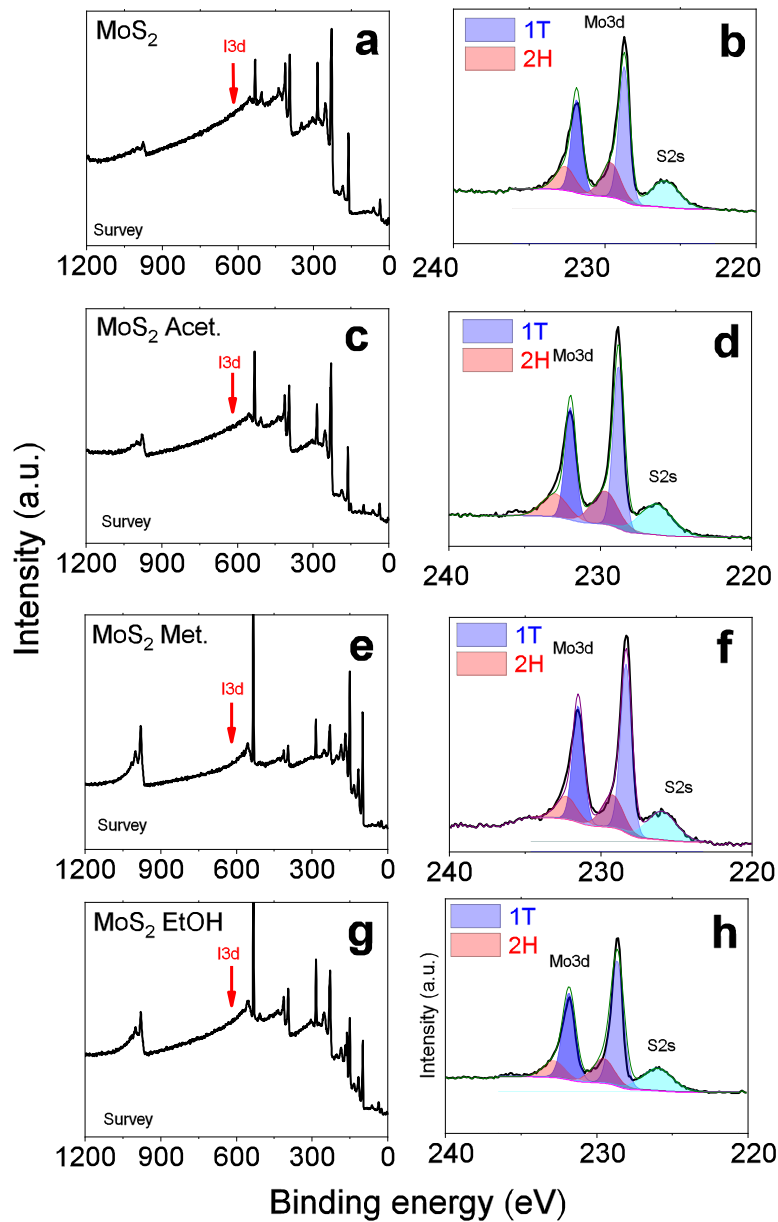 MoS2
a
I3d
Survey
1200 900 600 300 0
1T
2H
Mo3d
b
S2s
240 230 220
MoS2 Acet.
c
I3d
Survey
1200 900 600 300 0
1T
2H
Mo3d
d
S2s
240 230 220
MoS2 Met.
e
I3d
Survey
1200 900 600 300 0
1T
2H
Mo3d
f
S2s
240 230 220
MoS2 EtOH
g
I3d
Survey
1200 900 600 300 0
Intensity (a.u.)
1T
2H
Mo3d
h
S2s
240 230 220
Intensity (a.u.)
Binding energy (eV)